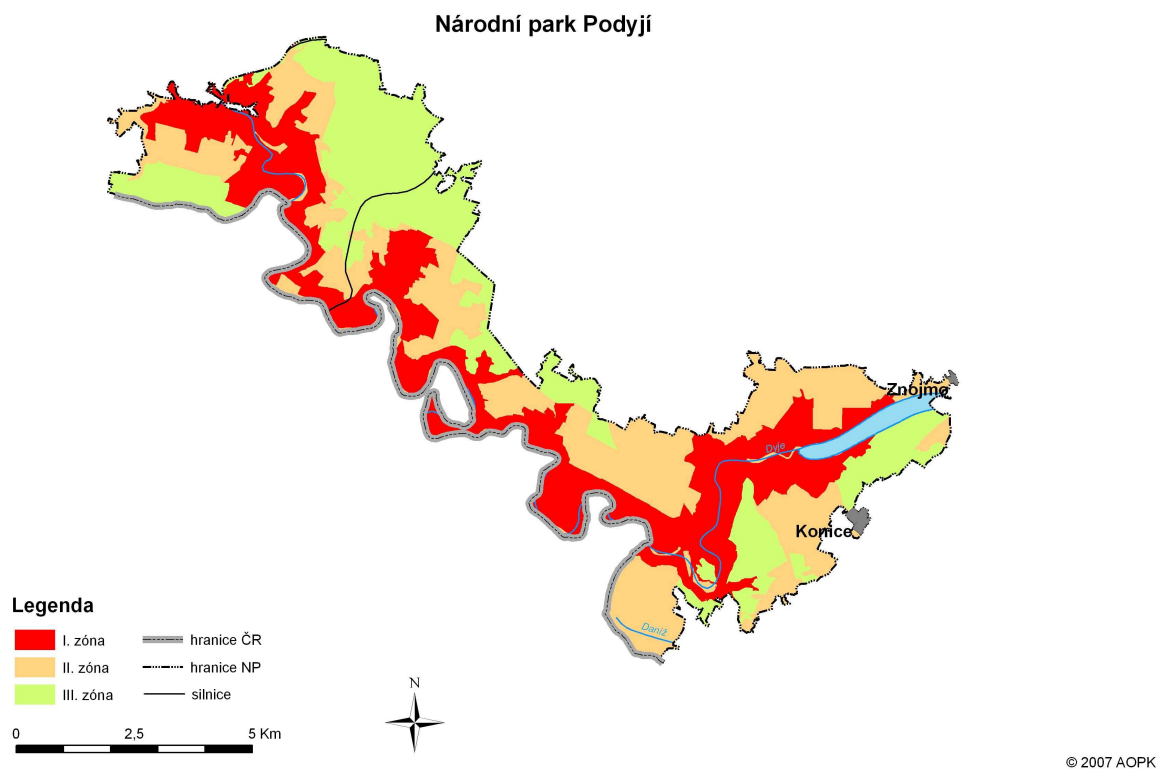 Národní park Podyjí
Znojmo
Dyje
Konice
Daníž
Legenda
I. zóna
II. zóna
III. zóna
hranice ČR
hranice NP
silnice
N
0 2,5 5 Km
© 2007 AOPK